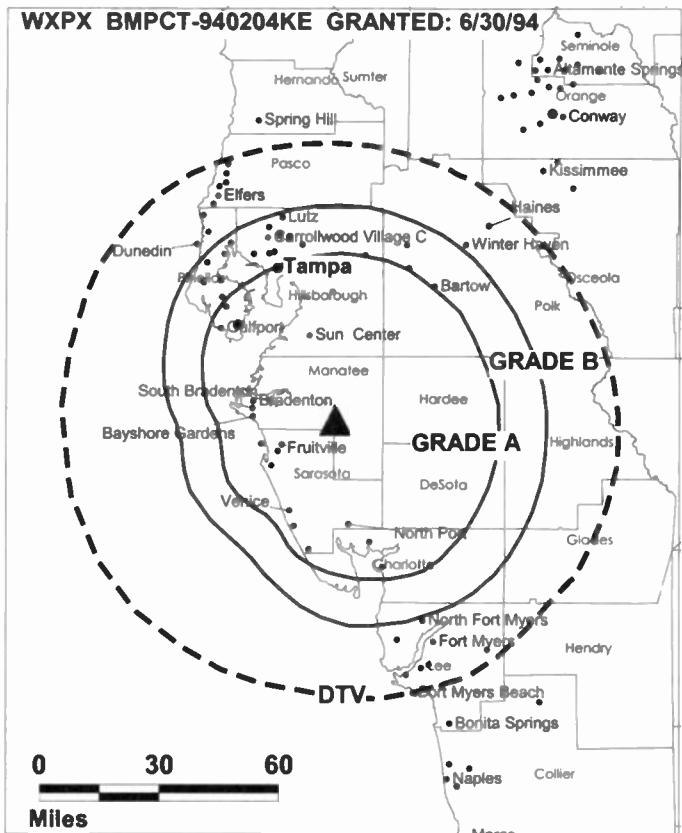 WXPX BMPCT-940204KE GRANTED: 6/30/94
Seminole
Hernando Sumter
Altamonte Springs
Orange
Spring Hill
Conway
Pasco
Kissimmee
Elfers
Haines
Lutz
Dunedin
Carrollwood Village C
Winter Haven
Tampa
Osceola
Hillsborough
Bartow
Polk
Gulfport
Sun Center
GRADE B
Manatee
South Bradenton
Bradenton
Hardee
Bayshore Gardens
GRADE A
Highlands
Fruitville
Sarasota
DeSota
Venice
North Port
Glades
Charlotte
North Fort Myers
Fort Myers
Hendry
Lee
DTV
Fort Myers Beach
Bonita Springs
0 30 60
Naples
Collier
Miles